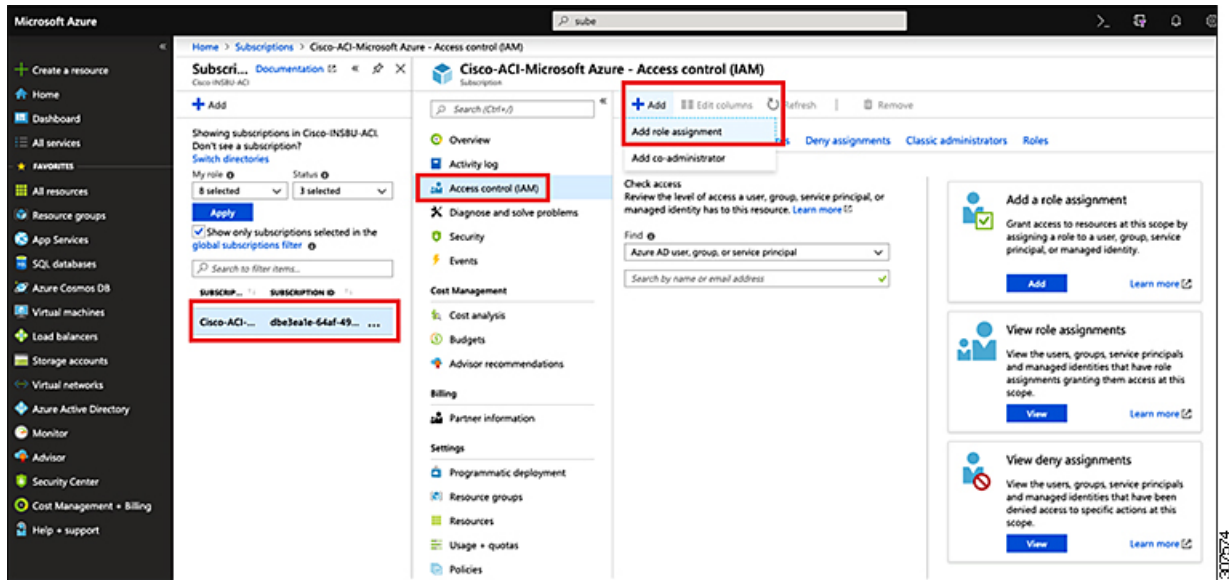 Microsoft Azure
sube
Create a resource
Home
Dashboard
All services
FAVORITES
All resources
Resource groups
App Services
SQL databases
Azure Cosmos DB
Virtual machines
Load balancers
Storage accounts
Virtual networks
Azure Active Directory
Monitor
Advisor
Security Center
Cost Management + Billing
Help + support
Home > Subscriptions > Cisco-ACI-Microsoft Azure - Access control (IAM)
Subscri... Documentation
Cisco INSBU-ACI
Add
Showing subscriptions in Cisco-INSBU-ACI.
Don't see a subscription?
Switch directories
My role Status
8 selected 3 selected
Apply
Show only subscriptions selected in the
global subscriptions filter
Search to filter items...
SUBSCRIP... SUBSCRIPTION ID
Cisco-ACI-... dbe3ea1e-64af-49... ...
Cisco-ACI-Microsoft Azure - Access control (IAM)
Subscription
Search (Ctrl+/)
Overview
Activity log
Access control (IAM)
Diagnose and solve problems
Security
Events
Cost Management
Cost analysis
Budgets
Advisor recommendations
Billing
Partner information
Settings
Programmatic deployment
Resource groups
Resources
Usage + quotas
Policies
Add Edit columns Refresh Remove
Add role assignment
Add co-administrator
Deny assignments Classic administrators Roles
Check access
Review the level of access a user, group, service principal, or
managed identity has to this resource. Learn more
Find
Azure AD user, group, or service principal
Search by name or email address
Add a role assignment
Grant access to resources at this scope by
assigning a role to a user, group, service
principal, or managed identity.
Add Learn more
View role assignments
View the users, groups, service principals
and managed identities that have role
assignments granting them access at this
scope.
View Learn more
View deny assignments
View the users, groups, service principals
and managed identities that have been
denied access to specific actions at this
scope.
View Learn more
307574